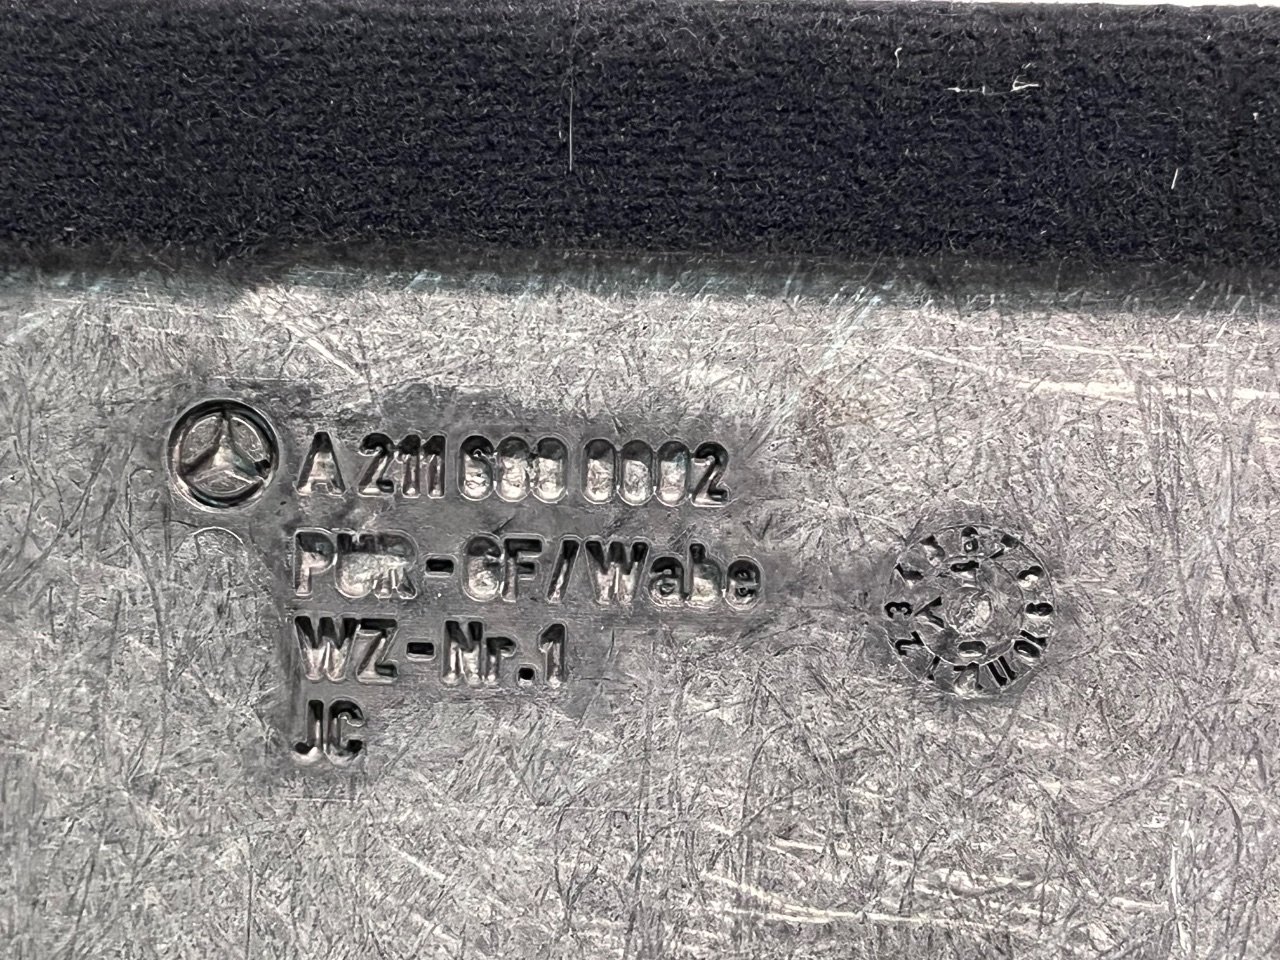 A 211 680 0002
PUR-GF/Wabe
WZ-Nr.1
JC